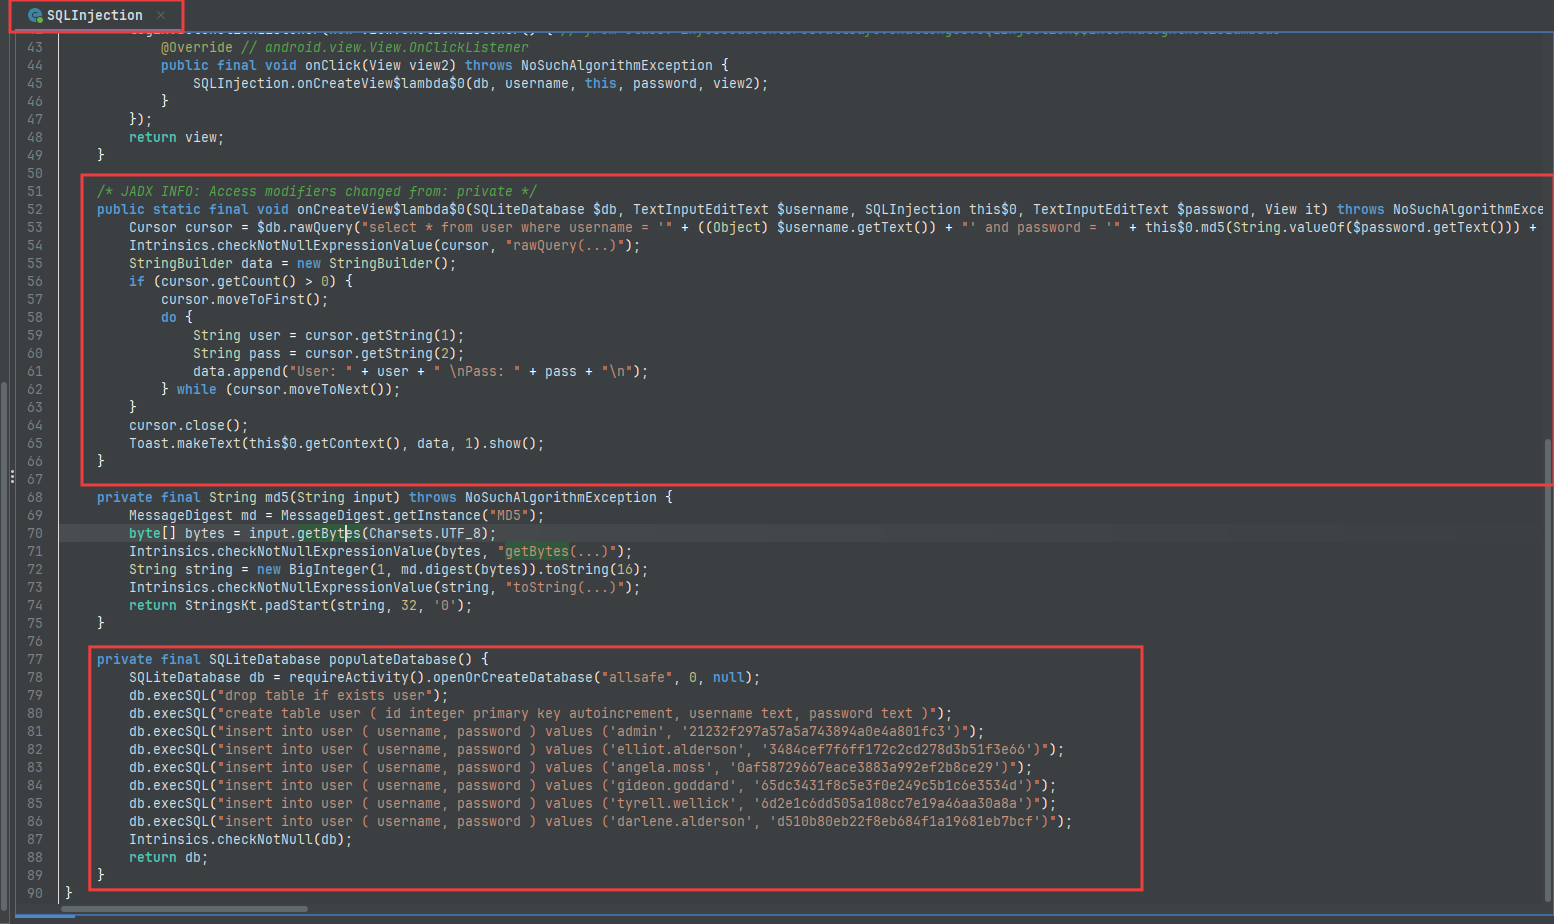 SQLInjection
43 @Override // android.view.View.OnClickListener
44 public final void onClick(View view2) throws NoSuchAlgorithmException {
45 SQLInjection.onCreateView$lambda$0(db, username, this, password, view2);
46 }
47 });
48 return view;
49 }
50
51 /* JADX INFO: Access modifiers changed from: private */
52 public static final void onCreateView$lambda$0(SQLiteDatabase $db, TextInputEditText $username, SQLInjection this$0, TextInputEditText $password, View it) throws NoSuchAlgorithmExce
53 Cursor cursor = $db.rawQuery("select * from user where username = '" + ((Object) $username.getText()) + "' and password = '" + this$0.md5(String.valueOf($password.getText())) +
54 Intrinsics.checkNotNullExpressionValue(cursor, "rawQuery(...)");
55 StringBuilder data = new StringBuilder();
56 if (cursor.getCount() > 0) {
57 cursor.moveToFirst();
58 do {
59 String user = cursor.getString(1);
60 String pass = cursor.getString(2);
61 data.append("User: " + user + " \nPass: " + pass + "\n");
62 } while (cursor.moveToNext());
63 }
64 cursor.close();
65 Toast.makeText(this$0.getContext(), data, 1).show();
66 }
67
68 private final String md5(String input) throws NoSuchAlgorithmException {
69 MessageDigest md = MessageDigest.getInstance("MD5");
70 byte[] bytes = input.getBytes(Charsets.UTF_8);
71 Intrinsics.checkNotNullExpressionValue(bytes, "getBytes(...)");
72 String string = new BigInteger(1, md.digest(bytes)).toString(16);
73 Intrinsics.checkNotNullExpressionValue(string, "toString(...)");
74 return StringsKt.padStart(string, 32, '0');
75 }
76
77 private final SQLiteDatabase populateDatabase() {
78 SQLiteDatabase db = requireActivity().openOrCreateDatabase("allsafe", 0, null);
79 db.execSQL("drop table if exists user");
80 db.execSQL("create table user ( id integer primary key autoincrement, username text, password text )");
81 db.execSQL("insert into user ( username, password ) values ('admin', '21232f297a57a5a743894a0e4a801fc3')");
82 db.execSQL("insert into user ( username, password ) values ('elliot.alderson', '3484cef7f6ff172c2cd278d3b51f3e66')");
83 db.execSQL("insert into user ( username, password ) values ('angela.moss', '0af58729667eace3883a992ef2b8ce29')");
84 db.execSQL("insert into user ( username, password ) values ('gideon.goddard', '65dc3431f8c5e3f0e249c5b1c6e3534d')");
85 db.execSQL("insert into user ( username, password ) values ('tyrell.wellick', '6d2e1c6dd505a108cc7e19a46aa30a8a')");
86 db.execSQL("insert into user ( username, password ) values ('darlene.alderson', 'd510b80eb22f8eb684f1a19681eb7bcf')");
87 Intrinsics.checkNotNull(db);
88 return db;
89 }
90 }